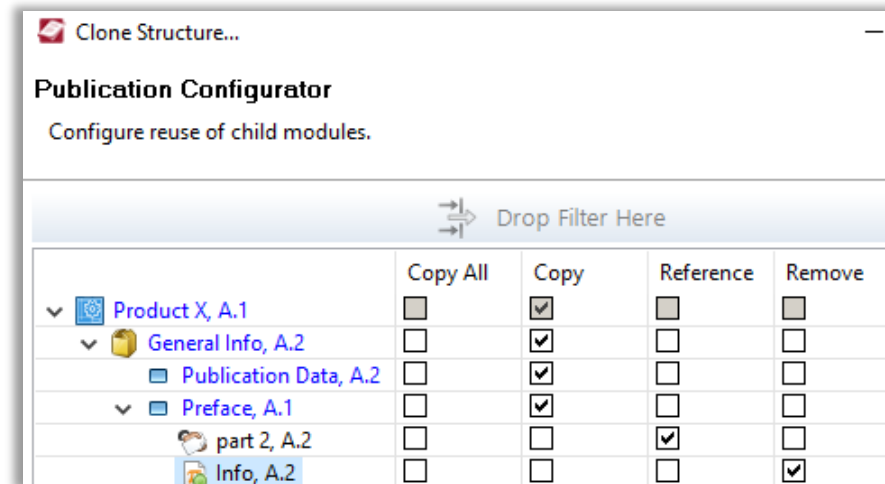 Clone Structure...
Publication Configurator
Configure reuse of child modules.
Drop Filter Here
Copy All Copy Reference Remove
Product X, A.1
General Info, A.2
Publication Data, A.2
Preface, A.1
part 2, A.2
Info, A.2